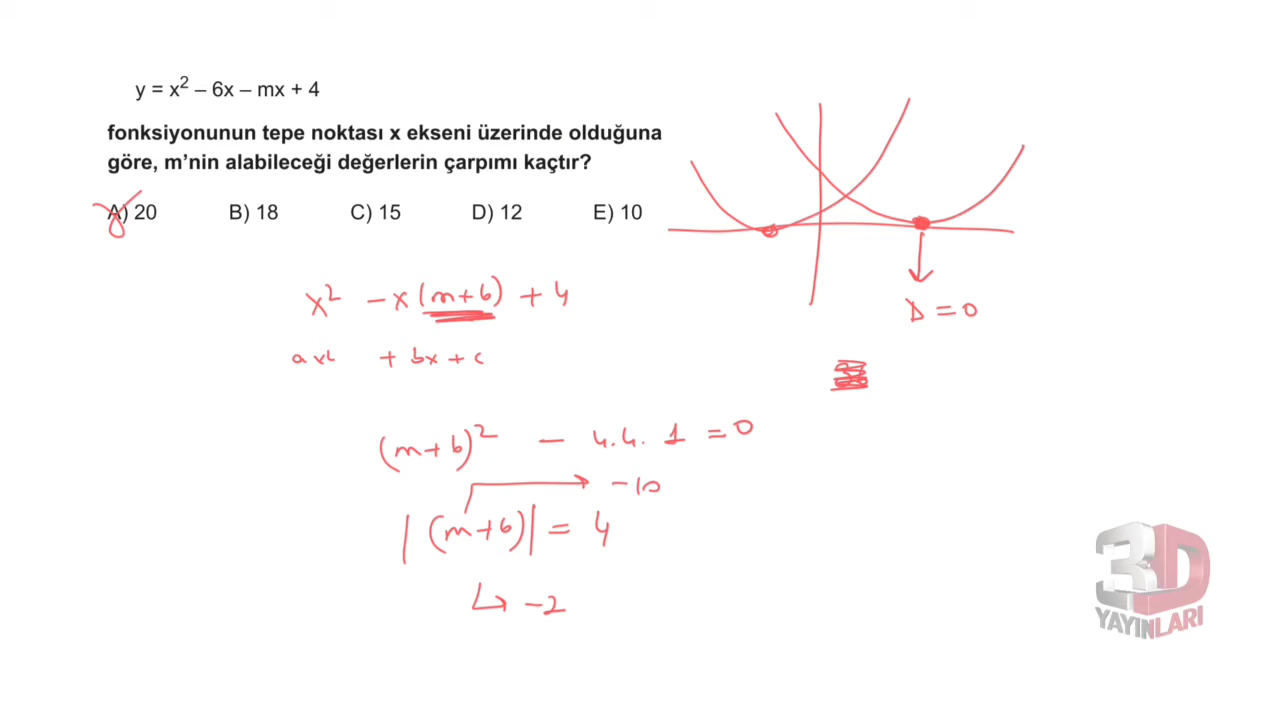 y = x² – 6x – mx + 4
fonksiyonunun tepe noktası x ekseni üzerinde olduğuna
göre, m’nin alabileceği değerlerin çarpımı kaçtır?
A) 20 B) 18 C) 15 D) 12 E) 10
x² - x (m+6) + 4
ax² + bx + c
D = 0
(m+6)² - 4.4.1 = 0
-10
|(m+6)| = 4
-2
3D
YAYINLARI